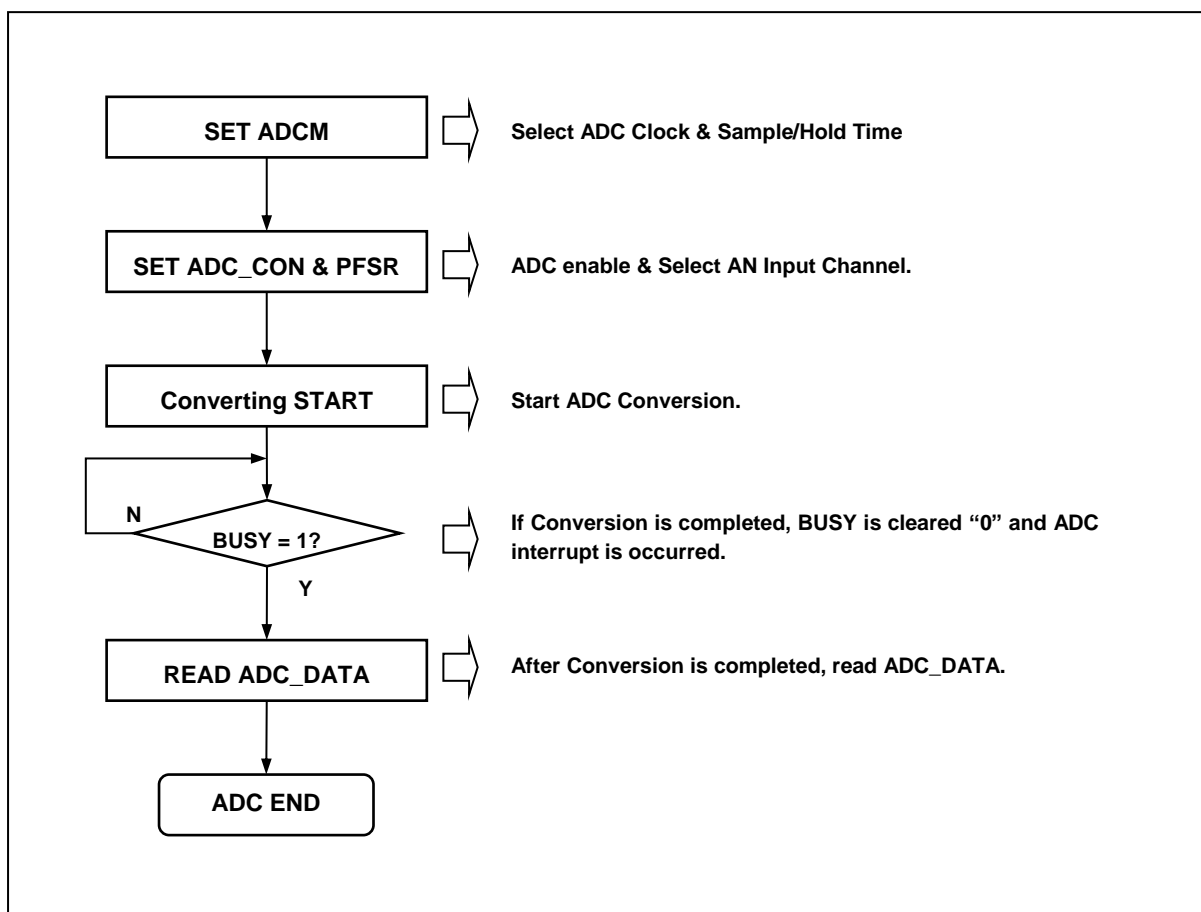 SET ADCM
Select ADC Clock & Sample/Hold Time
SET ADC_CON & PFSR
ADC enable & Select AN Input Channel.
Converting START
Start ADC Conversion.
N
BUSY = 1?
If Conversion is completed, BUSY is cleared “0” and ADC
interrupt is occurred.
Y
READ ADC_DATA
After Conversion is completed, read ADC_DATA.
ADC END